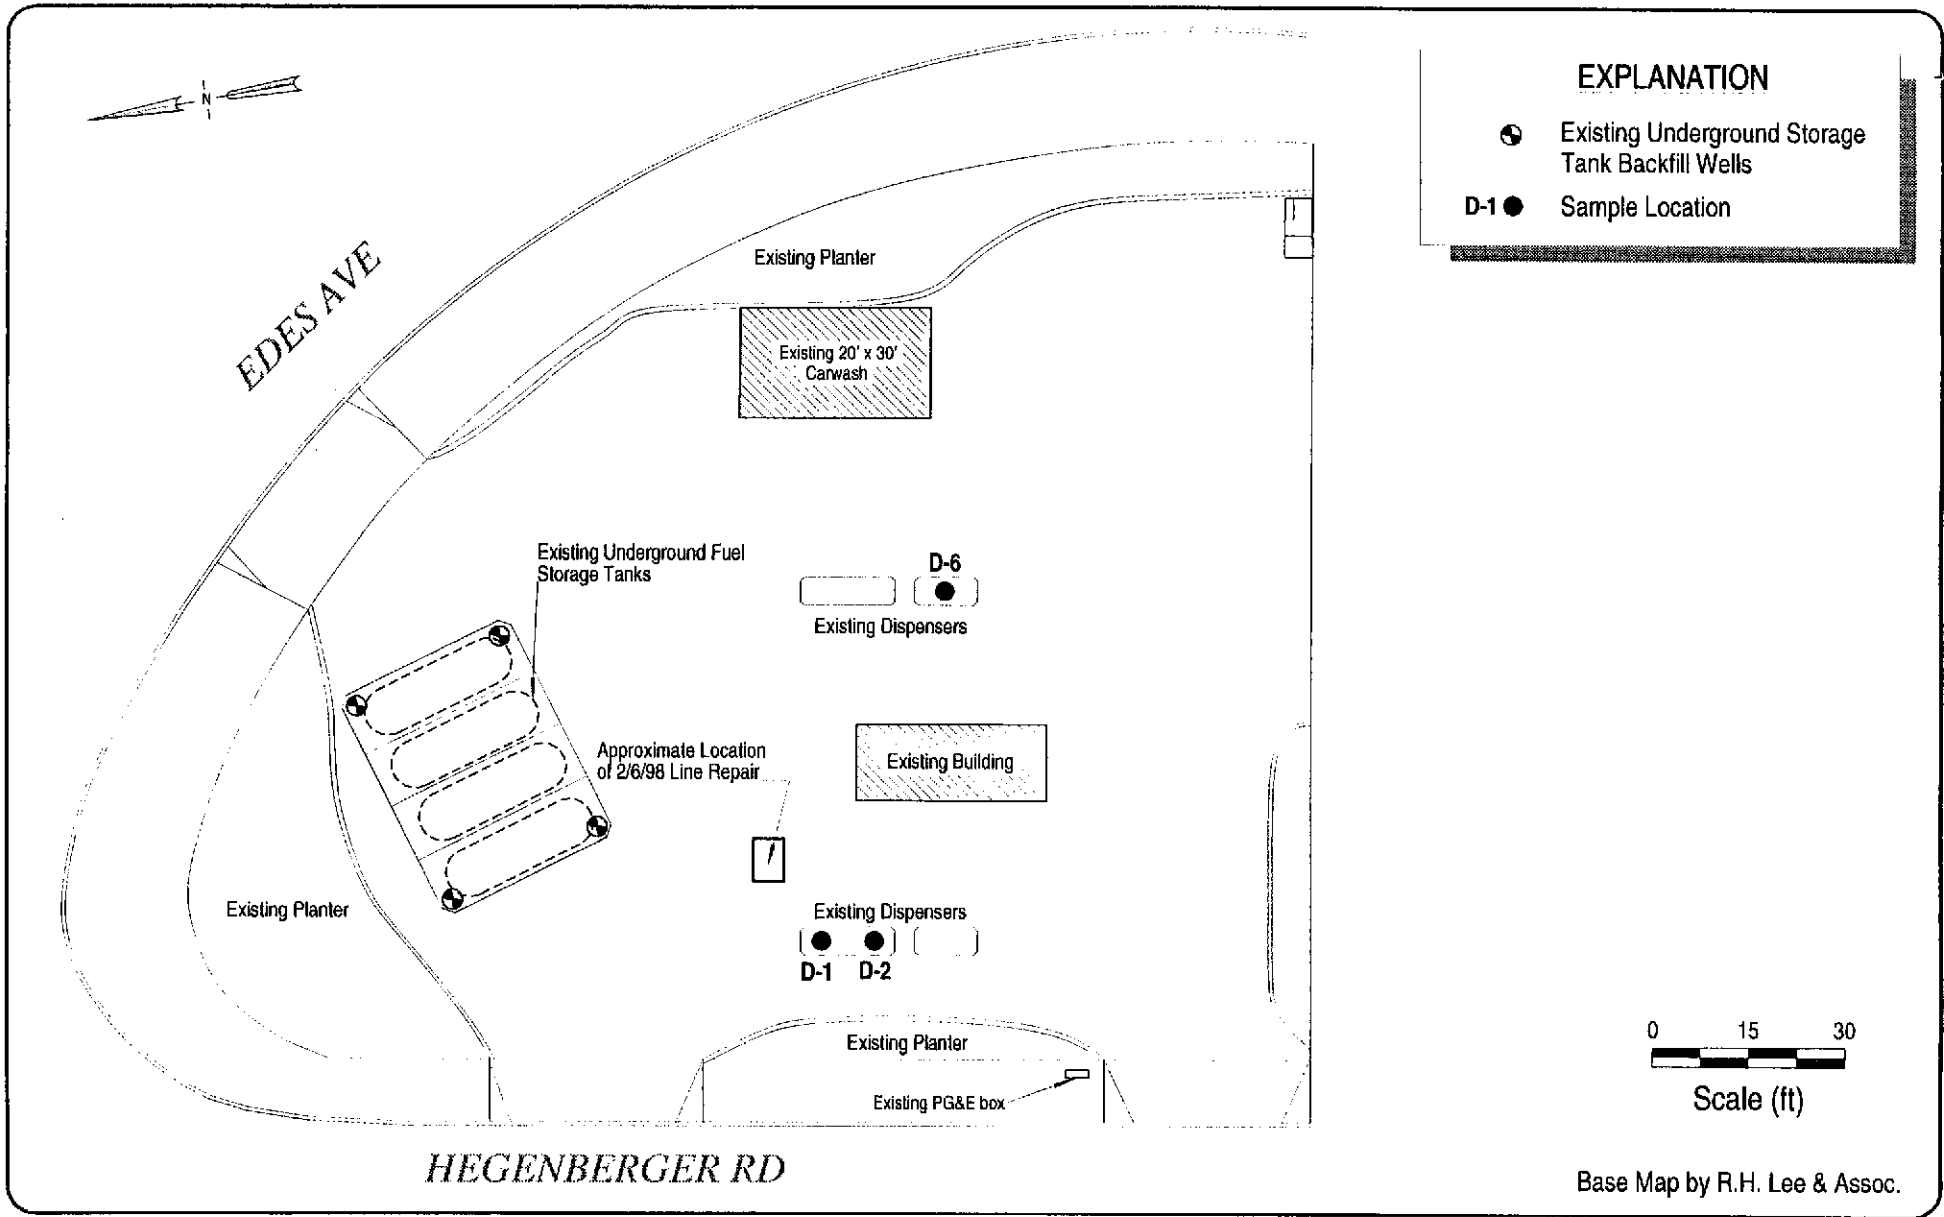 N
EXPLANATION
Existing Underground Storage
Tank Backfill Wells
D-1
Sample Location
EDES AVE
Existing Planter
Existing 20' x 30'
Carwash
Existing Underground Fuel
Storage Tanks
D-6
Existing Dispensers
Approximate Location
of 2/6/98 Line Repair
Existing Building
Existing Planter
Existing Dispensers
D-1
D-2
Existing Planter
Existing PG&E box
0 15 30
Scale (ft)
HEGENBERGER RD
Base Map by R.H. Lee & Assoc.